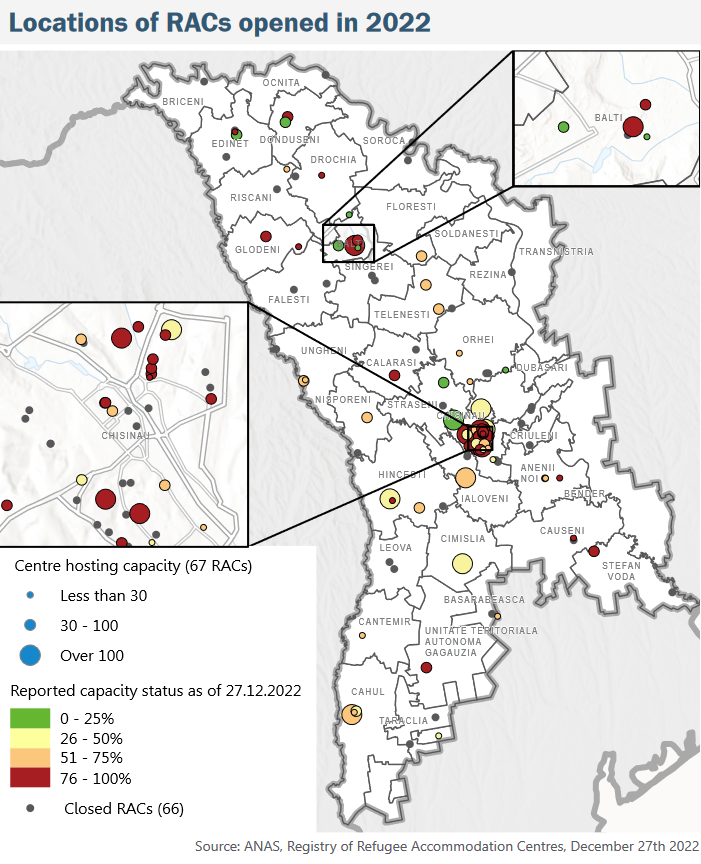 Locations of RACs opened in 2022
OCNITA
BRICENI
EDINET
DONDUSENI
SOROCA
DROCHIA
RISCANI
FLORESTI
GLODENI
SOLDANESTI
TRANSNISTRIA
SINGEREI
REZINA
FALESTI
TELENESTI
ORHEI
UNGHENI
CALARASI
DUBASARI
NISPORENI
STRASENI
CHISINAU
CRIULENI
HINCESTI
ANENII
NOI
IALOVENI
BENDER
CAUSENI
CIMISLIA
LEOVA
STEFAN
VODA
BASARABEASCA
CANTEMIR
UNITATE TERITORIALA
AUTONOMA
GAGAUZIA
CAHUL
TARACLIA
BALTI
CHISINAU
Centre hosting capacity (67 RACs)
Less than 30
30 - 100
Over 100
Reported capacity status as of 27.12.2022
0 - 25%
26 - 50%
51 - 75%
76 - 100%
Closed RACs (66)
Source: ANAS, Registry of Refugee Accommodation Centres, December 27th 2022